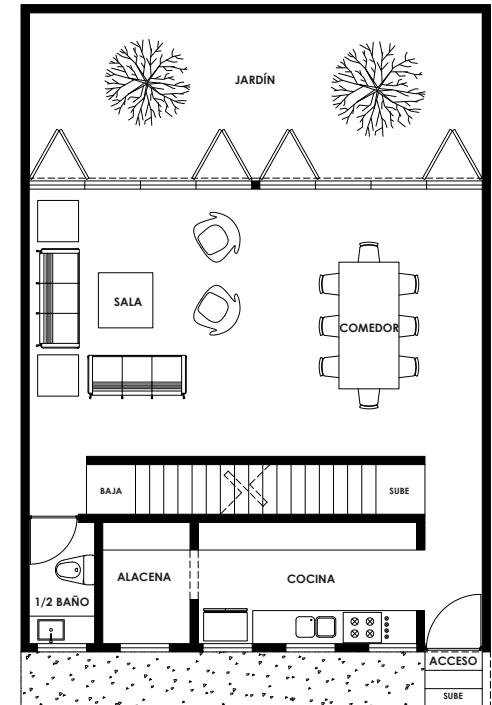 JARDÍN
SALA
COMEDOR
BAJA
SUBE
ALACENA
COCINA
1/2 BAÑO
ACCESO
SUBE